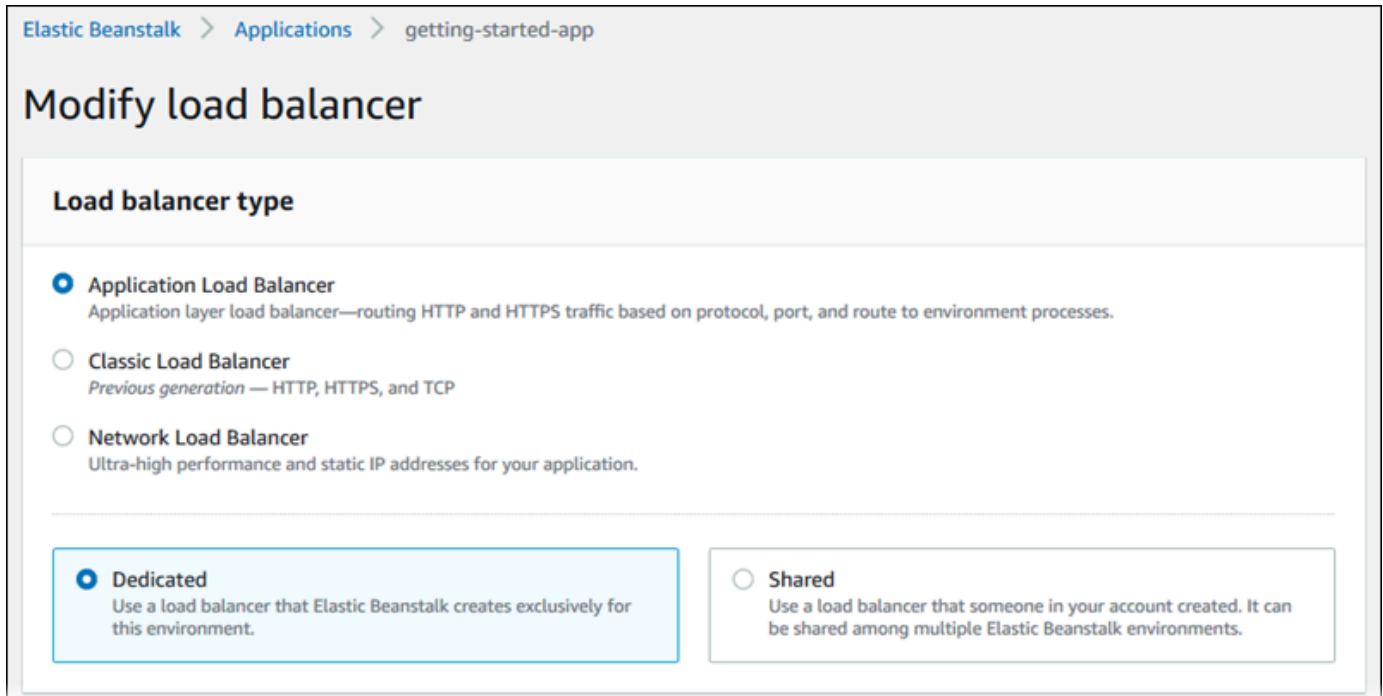 Elastic Beanstalk > Applications > getting-started-app
Modify load balancer
Load balancer type
Application Load Balancer
Application layer load balancer—routing HTTP and HTTPS traffic based on protocol, port, and route to environment processes.
Classic Load Balancer
Previous generation — HTTP, HTTPS, and TCP
Network Load Balancer
Ultra-high performance and static IP addresses for your application.
Dedicated
Use a load balancer that Elastic Beanstalk creates exclusively for
this environment.
Shared
Use a load balancer that someone in your account created. It can
be shared among multiple Elastic Beanstalk environments.